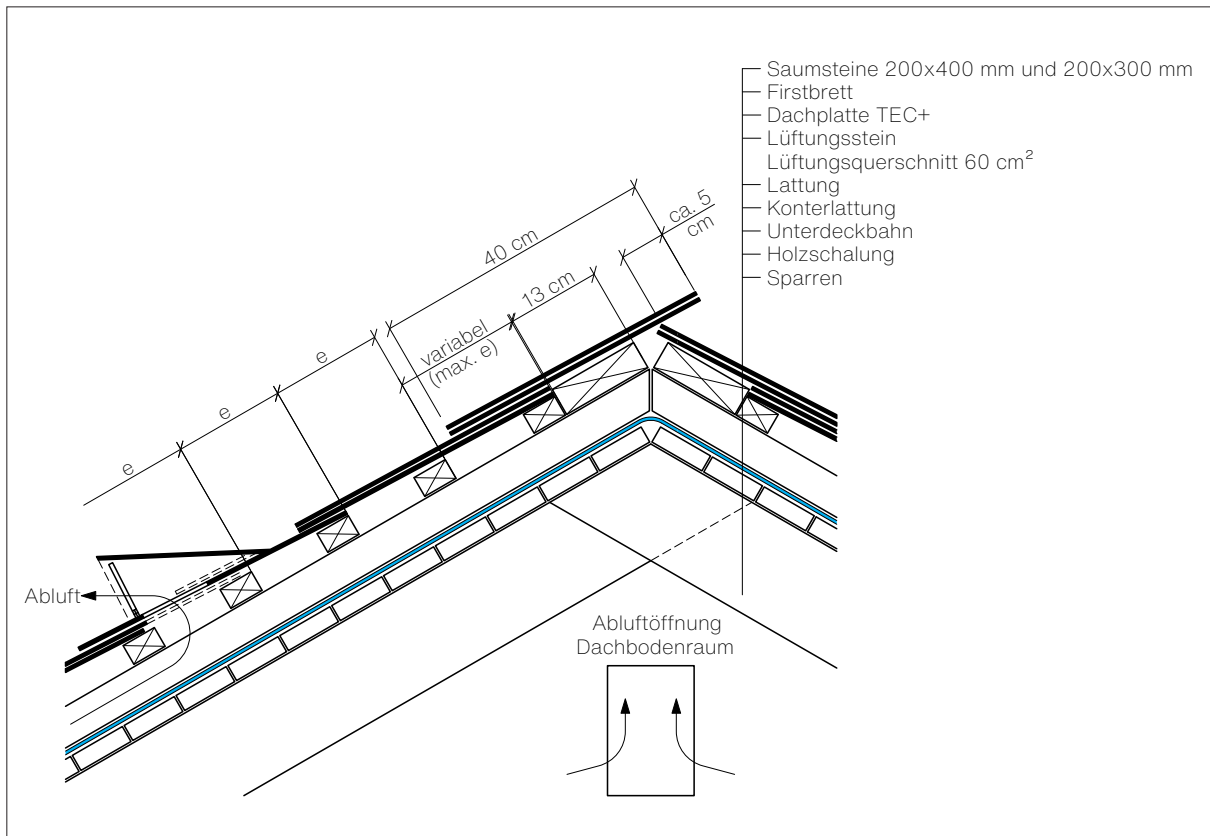 Saumsteine 200x400 mm und 200x300 mm
Firstbrett
Dachplatte TEC+
Lüftungsstein
Lüftungsquerschnitt 60 cm²
Lattung
Konterlattung
Unterdeckbahn
Holzschalung
Sparren
ca. 5
cm
40 cm
13 cm
variabel
(max. e)
e
e
e
Abluft
Abluftöffnung
Dachbodenraum